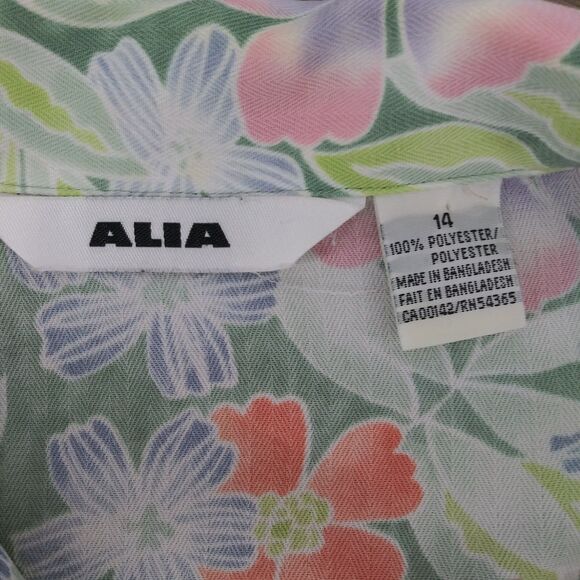 ALIA
14
100% POLYESTER/
POLYESTER
MADE IN BANGLADESH
FAIT EN BANGLADESH
CA00142/RN54365